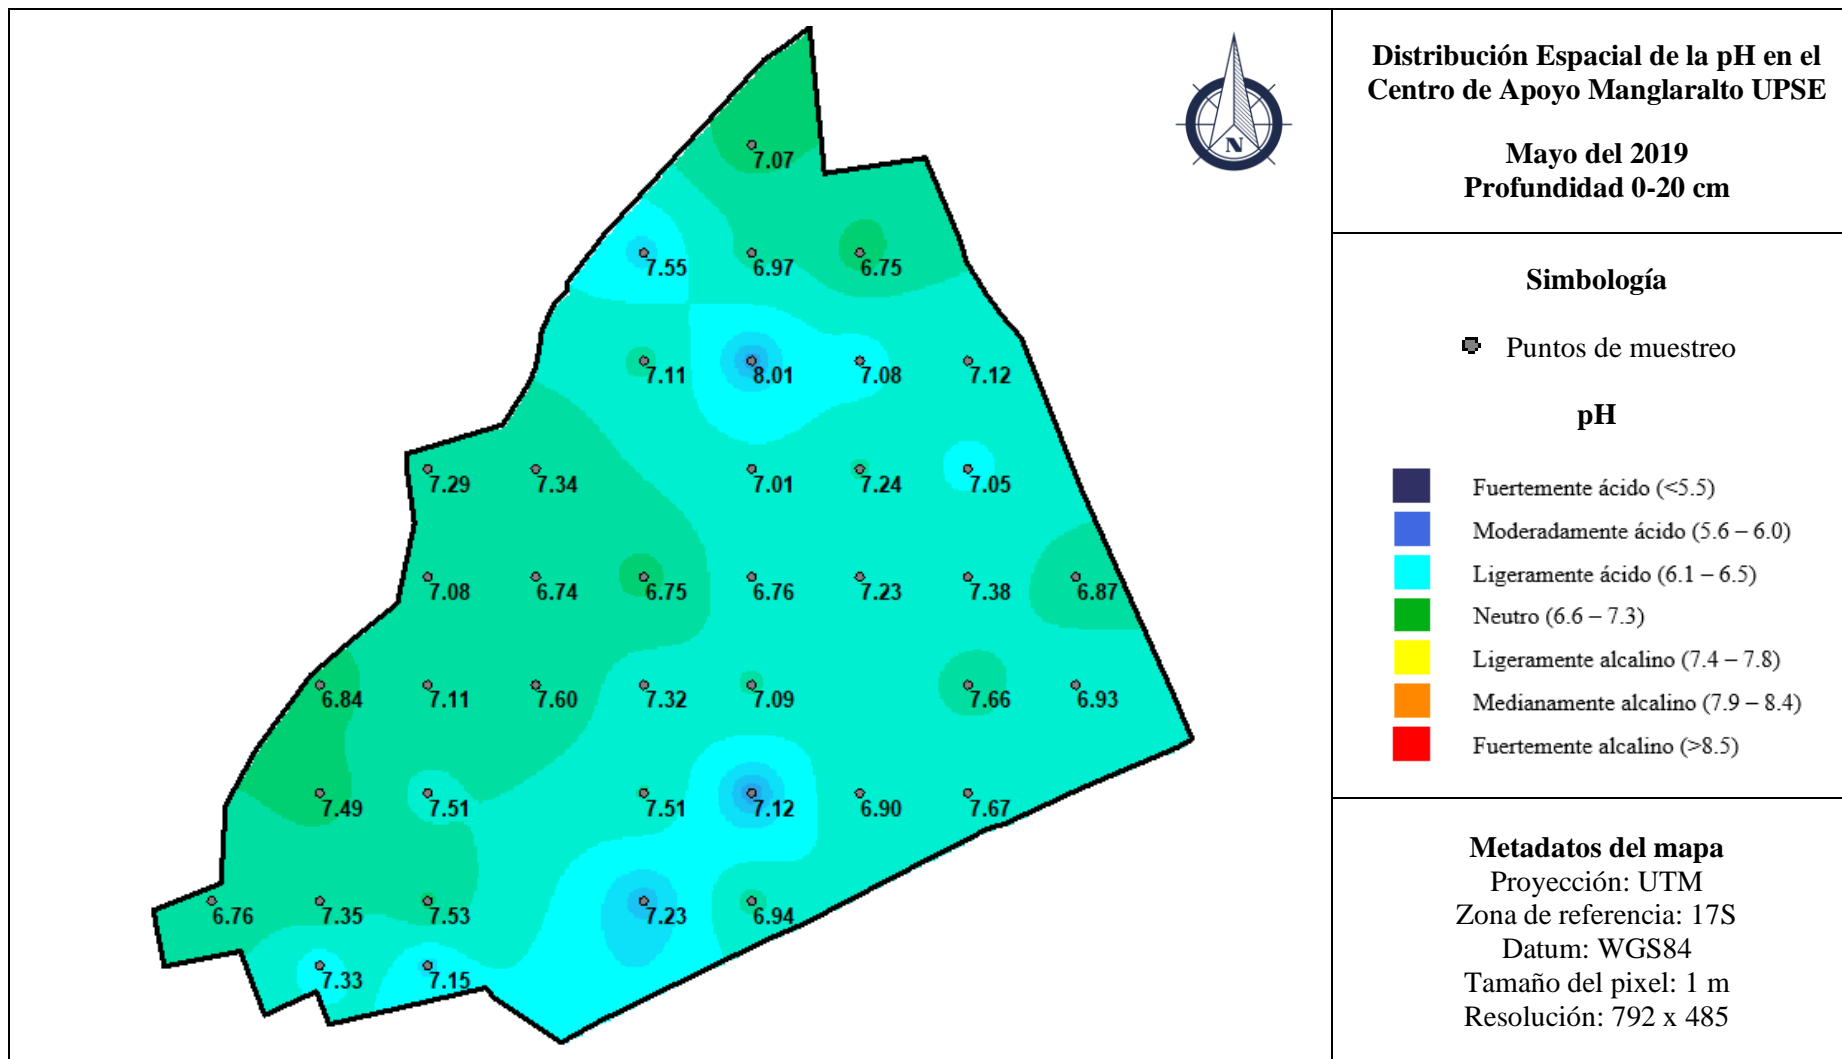 Distribución Espacial de la pH en el
Centro de Apoyo Manglaralto UPSE
Mayo del 2019
Profundidad 0-20 cm
N
Simbología
Puntos de muestreo
pH
Fuertemente ácido (<5.5)
Moderadamente ácido (5.6 – 6.0)
Ligeramente ácido (6.1 – 6.5)
Neutro (6.6 – 7.3)
Ligeramente alcalino (7.4 – 7.8)
Medianamente alcalino (7.9 – 8.4)
Fuertemente alcalino (>8.5)
Metadatos del mapa
Proyección: UTM
Zona de referencia: 17S
Datum: WGS84
Tamaño del pixel: 1 m
Resolución: 792 x 485
7.07
7.55 6.97 6.75
7.11 8.01 7.08 7.12
7.29 7.34 7.01 7.24 7.05
7.08 6.74 6.75 6.76 7.23 7.38 6.87
6.84 7.11 7.60 7.32 7.09 7.66 6.93
7.49 7.51 7.51 7.12 6.90 7.67
6.76 7.35 7.53 7.23 6.94
7.33 7.15